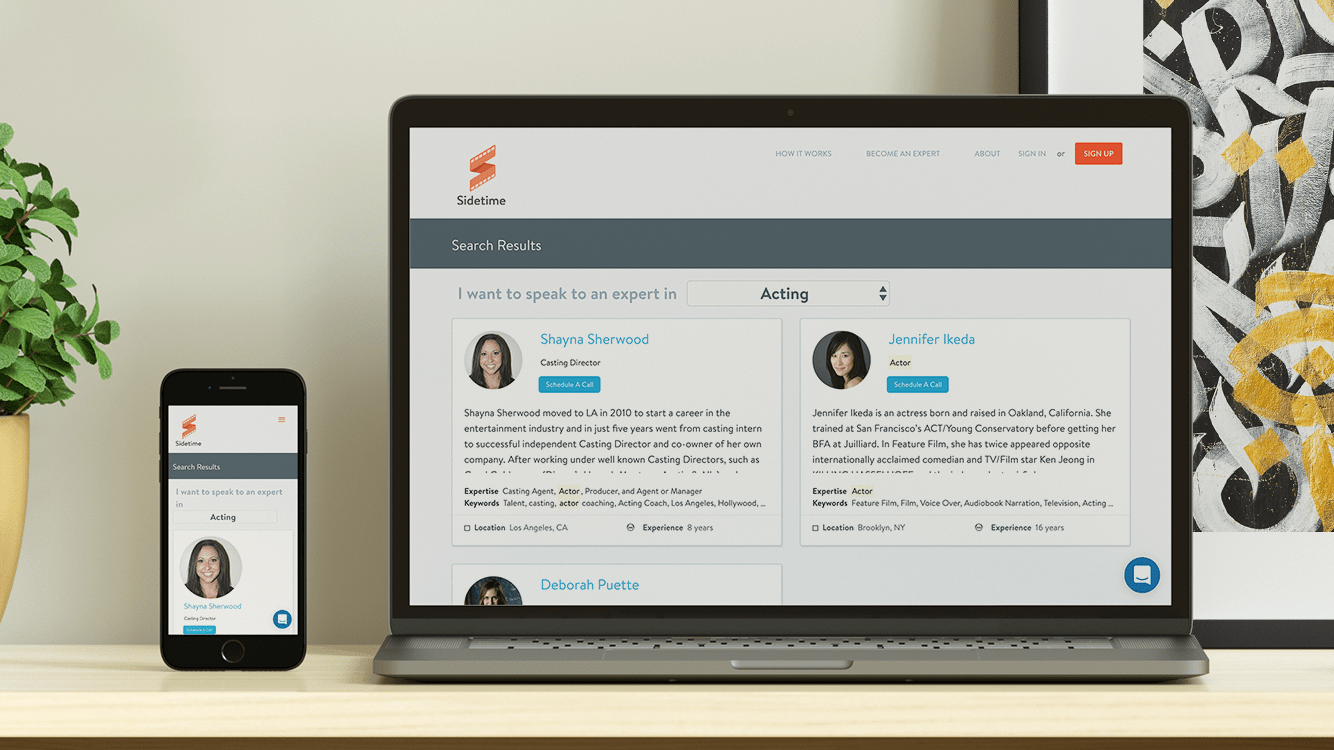 Sidetime
HOW IT WORKS BECOME AN EXPERT ABOUT SIGN IN or SIGN UP
Search Results
I want to speak to an expert in Acting
Shayna Sherwood
Casting Director
Schedule A Call
Shayna Sherwood moved to LA in 2010 to start a career in the
entertainment industry and in just five years went from casting intern
to successful independent Casting Director and co-owner of her own
company. After working under well known Casting Directors, such as
Expertise Casting Agent, Actor, Producer, and Agent or Manager
Keywords Talent, casting, actor coaching, Acting Coach, Los Angeles, Hollywood, ...
Location Los Angeles, CA Experience 8 years
Jennifer Ikeda
Actor
Schedule A Call
Jennifer Ikeda is an actress born and raised in Oakland, California. She
trained at San Francisco's ACT/Young Conservatory before getting her
BFA at Juilliard. In Feature Film, she has twice appeared opposite
internationally acclaimed comedian and TV/Film star Ken Jeong in
Expertise Actor
Keywords Feature Film, Film, Voice Over, Audiobook Narration, Television, Acting ...
Location Brooklyn, NY Experience 16 years
Deborah Puette
Sidetime
Search Results
I want to speak to an expert
in
Acting
Shayna Sherwood
Casting Director
Schedule A Call